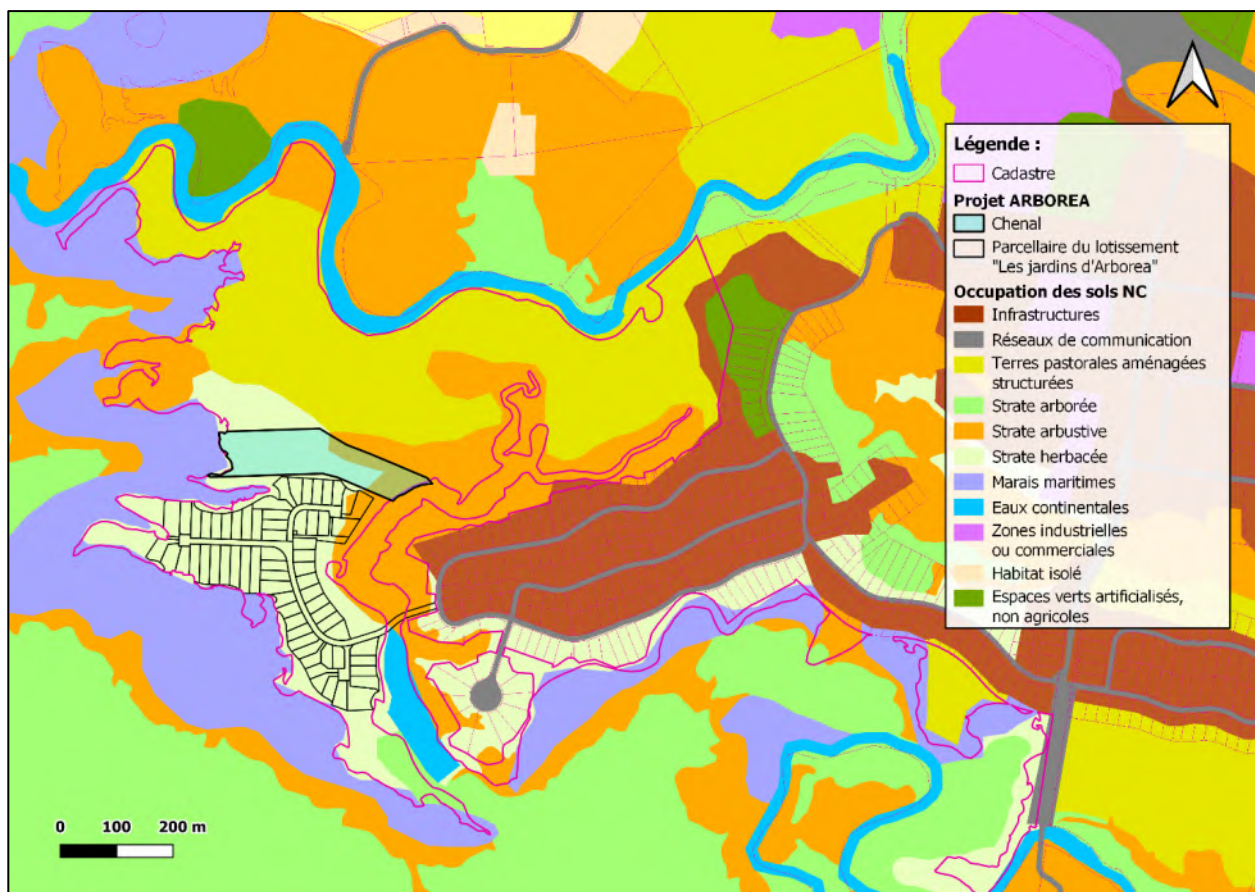 Légende :
Cadastre
Projet ARBOREA
Chenal
Parcellaire du lotissement
"Les jardins d'Arborea"
Occupation des sols NC
Infrastructures
Réseaux de communication
Terres pastorales aménagées
structurées
Strate arborée
Strate arbustive
Strate herbacée
Marais maritimes
Eaux continentales
Zones industrielles
ou commerciales
Habitat isolé
Espaces verts artificialisés,
non agricoles
0 100 200 m